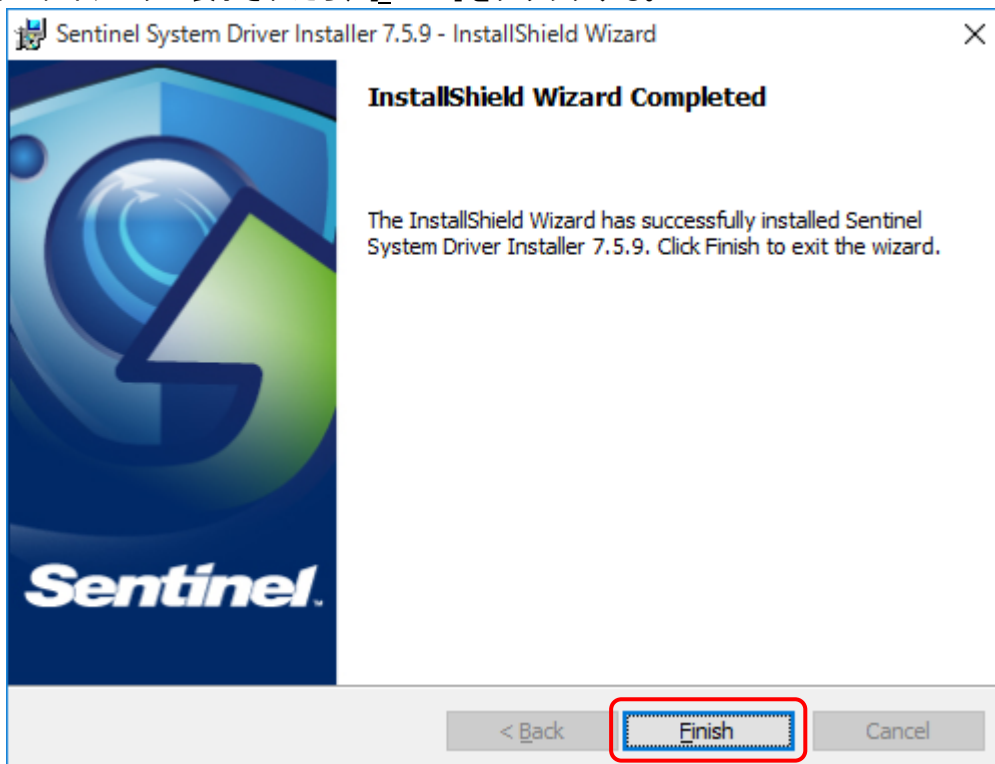 Sentinel System Driver Installer 7.5.9 - InstallShield Wizard
InstallShield Wizard Completed
The InstallShield Wizard has successfully installed Sentinel
System Driver Installer 7.5.9. Click Finish to exit the wizard.
Sentinel.
< Back Finish Cancel